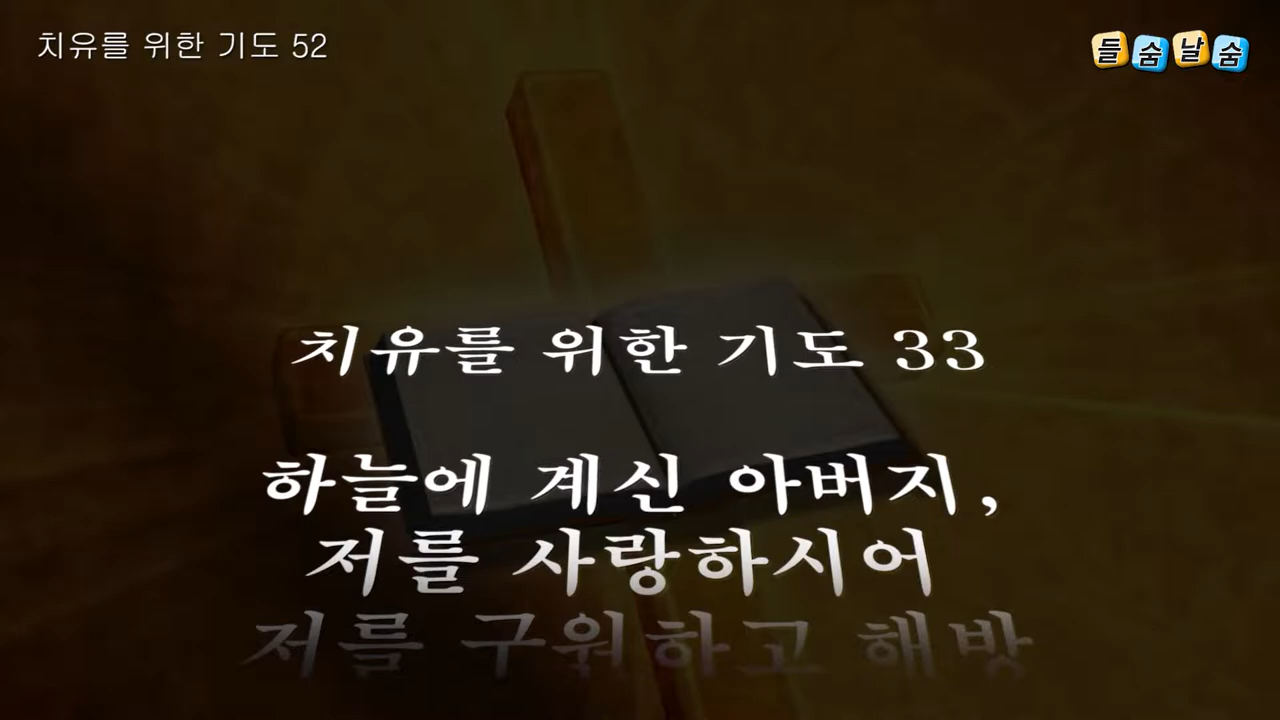 치유를 위한 기도 52
들숨날숨
치유를 위한 기도 33
하늘에 계신 아버지,
저를 사랑하시어
저를 구원하고 해방